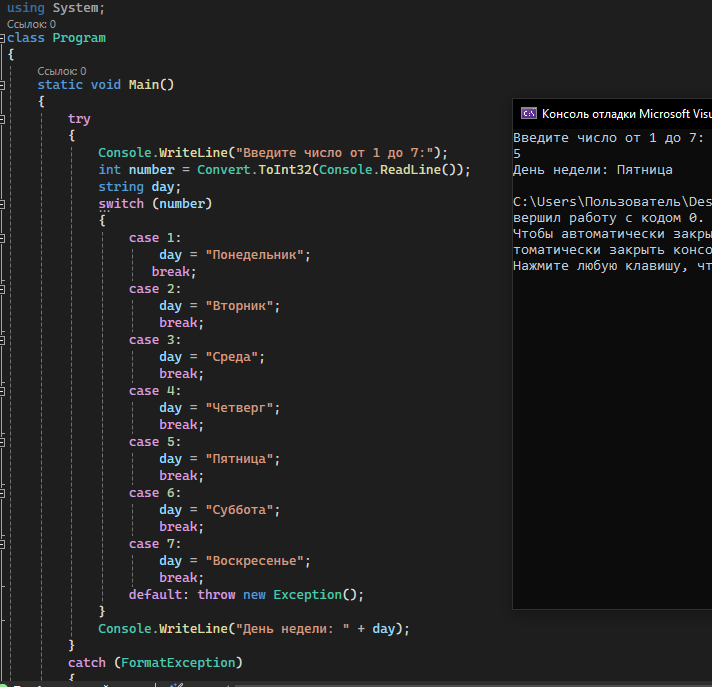 using System;
Ссылок: 0
class Program
{
Ссылок: 0
static void Main()
{
try
{
Console.WriteLine("Введите число от 1 до 7:");
int number = Convert.ToInt32(Console.ReadLine());
string day;
switch (number)
{
case 1:
day = "Понедельник";
break;
case 2:
day = "Вторник";
break;
case 3:
day = "Среда";
break;
case 4:
day = "Четверг";
break;
case 5:
day = "Пятница";
break;
case 6:
day = "Суббота";
break;
case 7:
day = "Воскресенье";
break;
default: throw new Exception();
}
Console.WriteLine("День недели: " + day);
}
catch (FormatException)
{
Консоль отладки Microsoft Visu
Введите число от 1 до 7:
5
День недели: Пятница
C:\Users\Пользователь\Des
вершил работу с кодом 0.
Чтобы автоматически закры
томатически закрыть консо
Нажмите любую клавишу, чт